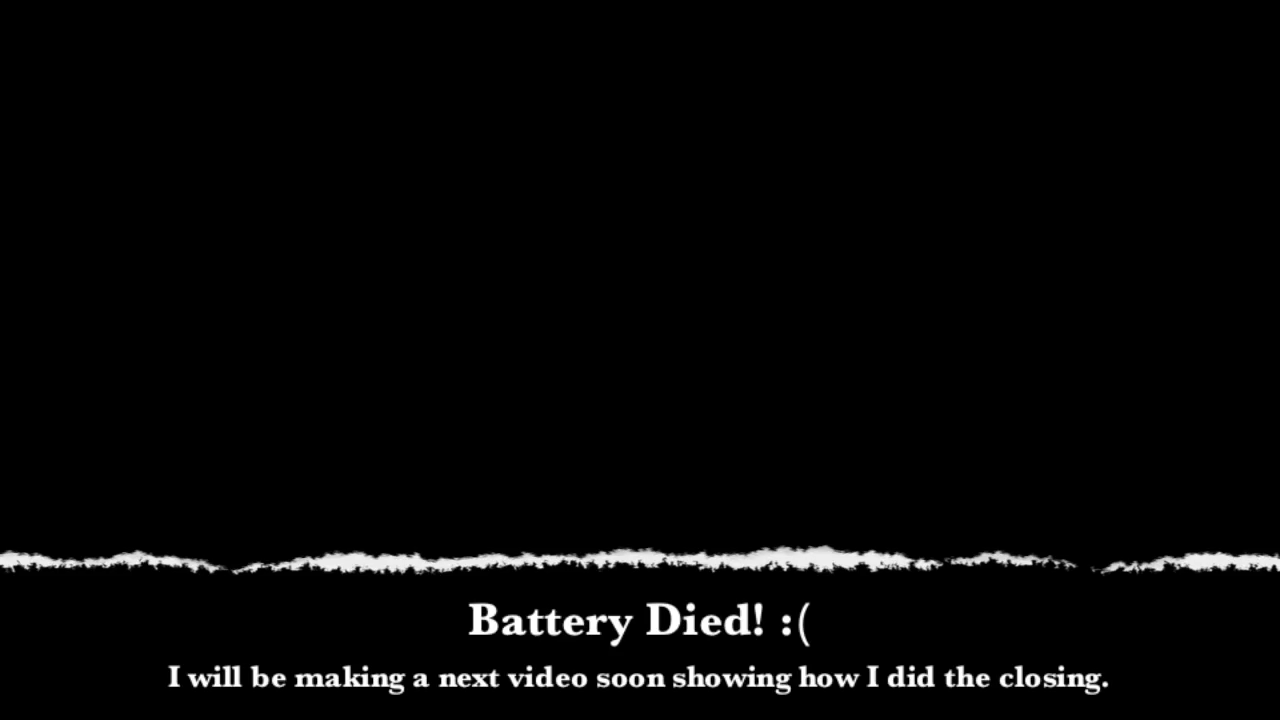 Battery Died! :(
I will be making a next video soon showing how I did the closing.